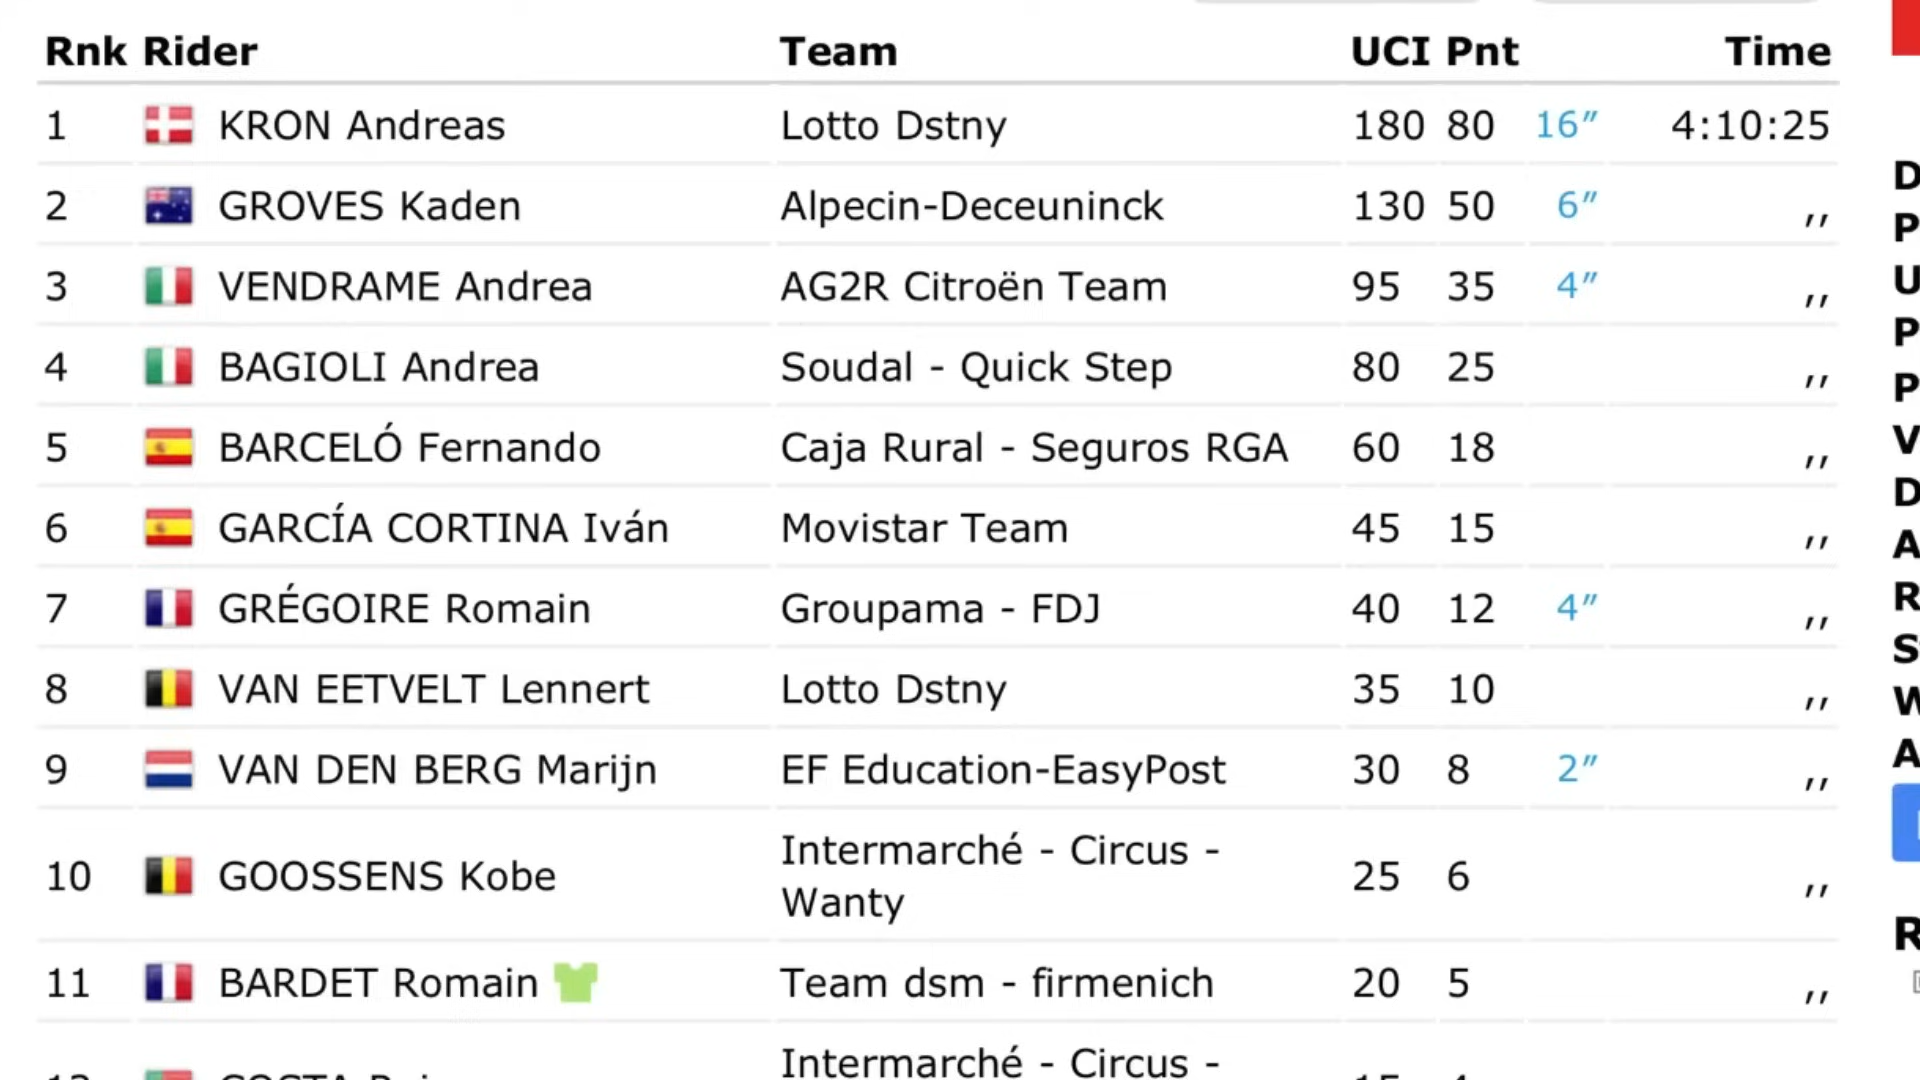 Rnk Rider Team UCI Pnt Time
1 KRON Andreas Lotto Dstny 180 80 16″ 4:10:25
2 GROVES Kaden Alpecin-Deceuninck 130 50 6″ ,,
3 VENDRAME Andrea AG2R Citroën Team 95 35 4″ ,,
4 BAGIOLI Andrea Soudal - Quick Step 80 25 ,,
5 BARCELÓ Fernando Caja Rural - Seguros RGA 60 18 ,,
6 GARCÍA CORTINA Iván Movistar Team 45 15 ,,
7 GRÉGOIRE Romain Groupama - FDJ 40 12 4″ ,,
8 VAN EETVELT Lennert Lotto Dstny 35 10 ,,
9 VAN DEN BERG Marijn EF Education-EasyPost 30 8 2″ ,,
10 GOOSSENS Kobe Intermarché - Circus - 25 6 ,,
Wanty
11 BARDET Romain Team dsm - firmenich 20 5 ,,
Intermarché - Circus -